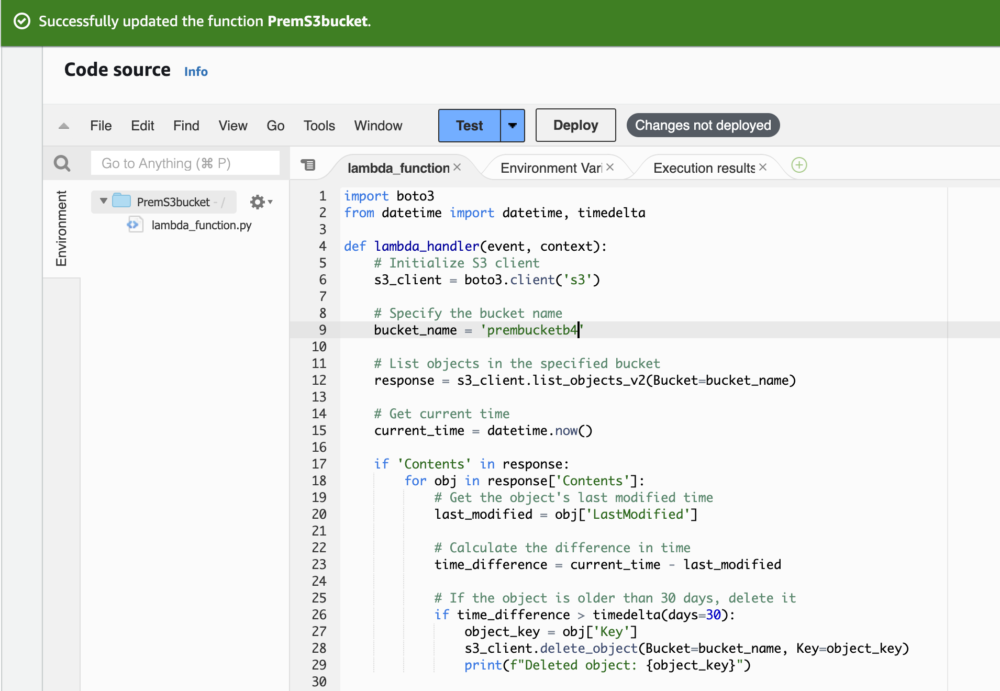 Successfully updated the function PremS3bucket.
Code source Info
File Edit Find View Go Tools Window Test Deploy Changes not deployed
Go to Anything (⌘ P)
lambda_function × Environment Vari × Execution results ×
Environment
PremS3bucket - /
lambda_function.py
1 import boto3
2 from datetime import datetime, timedelta
3
4 def lambda_handler(event, context):
5     # Initialize S3 client
6     s3_client = boto3.client('s3')
7
8     # Specify the bucket name
9     bucket_name = 'prembucketb4'
10
11     # List objects in the specified bucket
12     response = s3_client.list_objects_v2(Bucket=bucket_name)
13
14     # Get current time
15     current_time = datetime.now()
16
17     if 'Contents' in response:
18         for obj in response['Contents']:
19             # Get the object's last modified time
20             last_modified = obj['LastModified']
21
22             # Calculate the difference in time
23             time_difference = current_time - last_modified
24
25             # If the object is older than 30 days, delete it
26             if time_difference > timedelta(days=30):
27                 object_key = obj['Key']
28                 s3_client.delete_object(Bucket=bucket_name, Key=object_key)
29                 print(f"Deleted object: {object_key}")
30